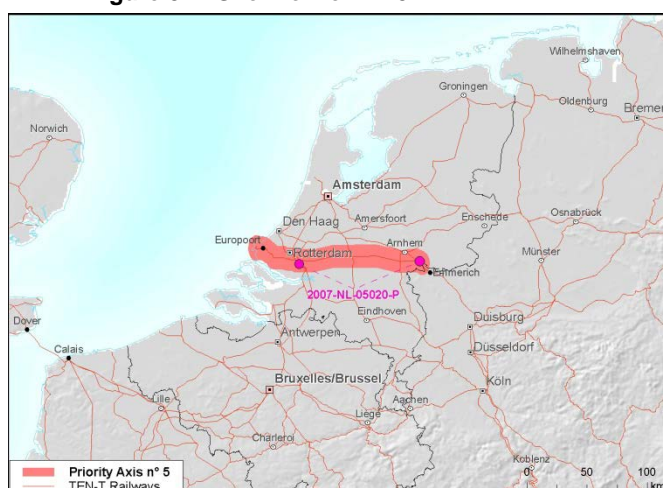 Wilhelmshaven
Groningen
Oldenburg
Bremen
Norwich
Amsterdam
Den Haag
Amersfoort
Enschede
Osnabrück
Europoort
Rotterdam
Arnhem
Münster
Emmerich
2007-NL-05020-P
Eindhoven
Duisburg
Dover
Antwerpen
Düsseldorf
Calais
Bruxelles/Brussel
Köln
Aachen
Lille
Liège
Charleroi
Koblenz
Priority Axis n° 5
0 50 100
TEN-T Railways
km